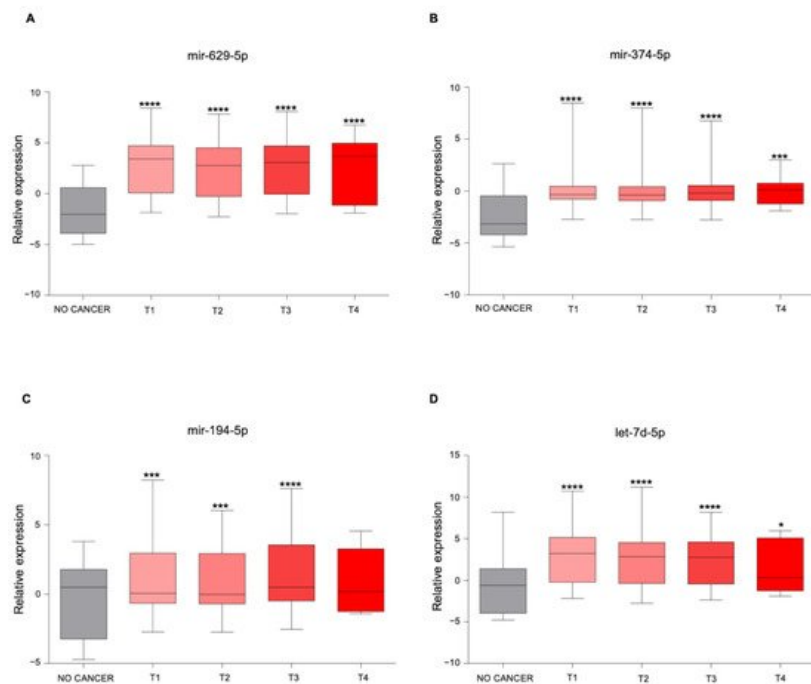 A
mir-629-5p
Relative expression
10
5
0
−5
−10
**** **** **** ****
NO CANCER T1 T2 T3 T4
B
mir-374-5p
Relative expression
10
5
0
−5
−10
**** **** **** ***
NO CANCER T1 T2 T3 T4
C
mir-194-5p
Relative expression
10
5
0
−5
*** *** ****
NO CANCER T1 T2 T3 T4
D
let-7d-5p
Relative expression
15
10
5
0
−5
−10
**** **** **** *
NO CANCER T1 T2 T3 T4